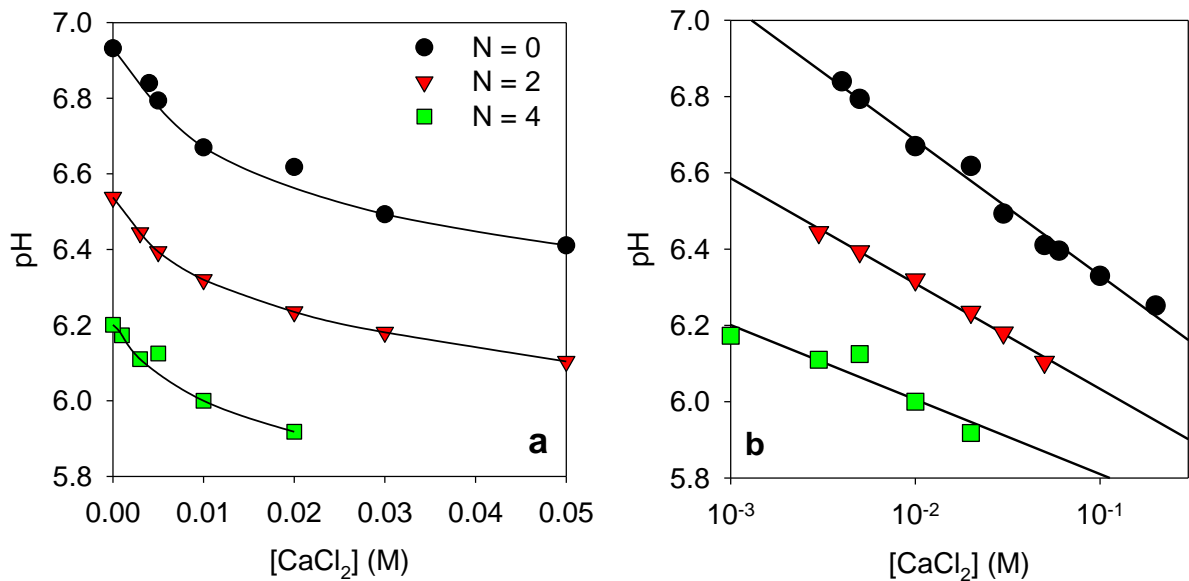 7.0
6.8
6.6
6.4
6.2
6.0
5.8
pH
N = 0
N = 2
N = 4
a
0.00 0.01 0.02 0.03 0.04 0.05
[CaCl₂] (M)
7.0
6.8
6.6
6.4
6.2
6.0
5.8
pH
b
10⁻³ 10⁻² 10⁻¹
[CaCl₂] (M)